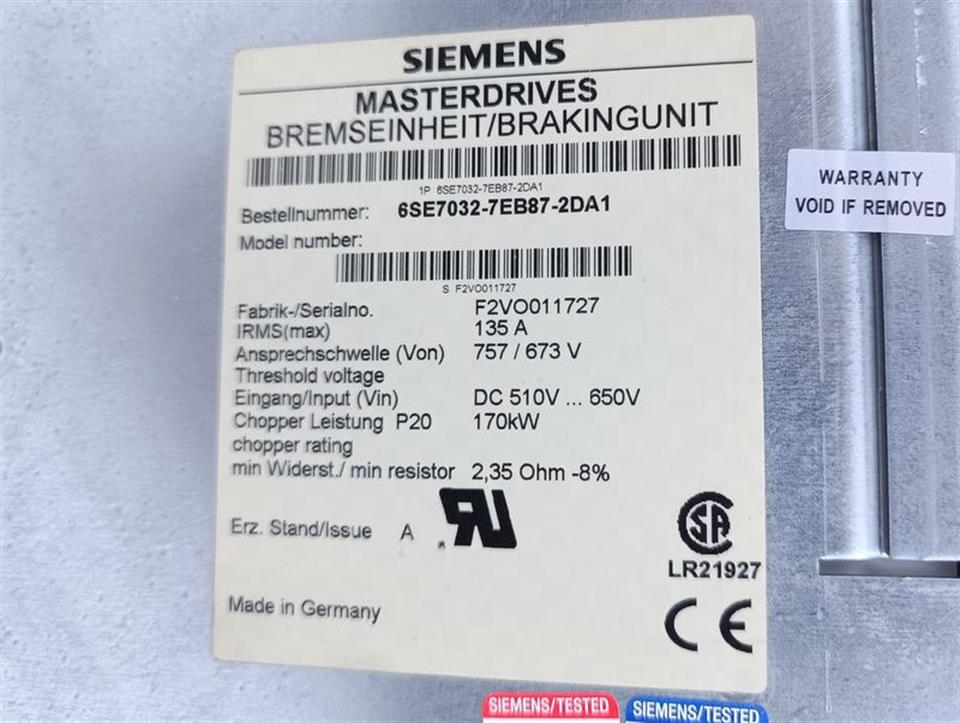 SIEMENS
MASTERDRIVES
BREMSEINHEIT/BRAKINGUNIT
1P 6SE7032-7EB87-2DA1
Bestellnummer: 6SE7032-7EB87-2DA1
Model number:
S F2VO011727
Fabrik-/Serialno. F2VO011727
IRMS(max) 135 A
Ansprechschwelle (Von) 757 / 673 V
Threshold voltage
Eingang/Input (Vin) DC 510V ... 650V
Chopper Leistung P20 170kW
chopper rating
min Widerst./ min resistor 2,35 Ohm -8%
Erz. Stand/Issue A
RU
SA
LR21927
Made in Germany
CE
WARRANTY
VOID IF REMOVED
SIEMENS/TESTED
SIEMENS/TESTED